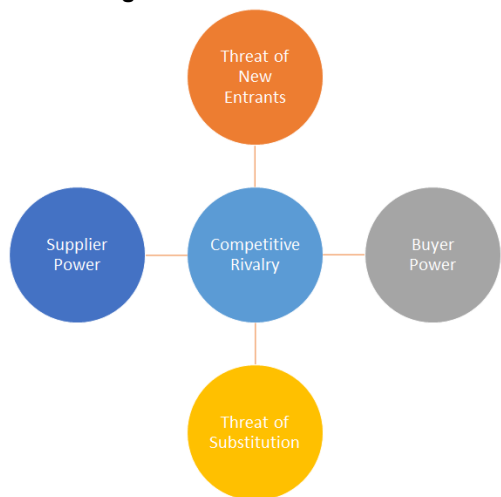 Threat of
New
Entrants
Supplier
Power
Competitive
Rivalry
Buyer
Power
Threat of
Substitution